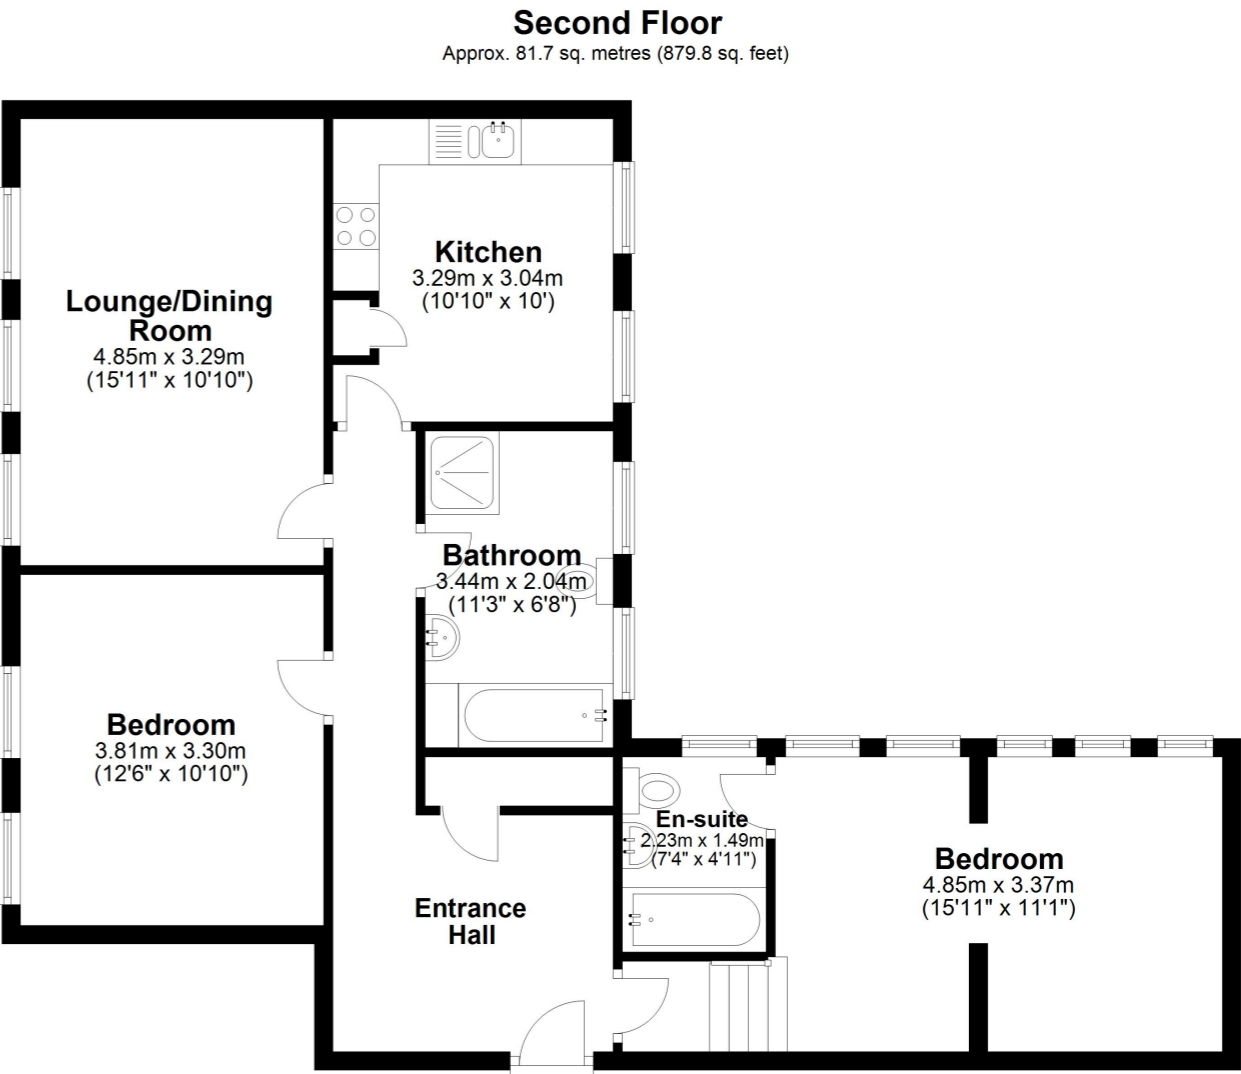 Second Floor
Approx. 81.7 sq. metres (879.8 sq. feet)
Kitchen
3.29m x 3.04m
(10'10" x 10')
Lounge/Dining
Room
4.85m x 3.29m
(15'11" x 10'10")
Bathroom
3.44m x 2.04m
(11'3" x 6'8")
Bedroom
3.81m x 3.30m
(12'6" x 10'10")
En-suite
2.23m x 1.49m
(7'4" x 4'11")
Bedroom
4.85m x 3.37m
(15'11" x 11'1")
Entrance
Hall